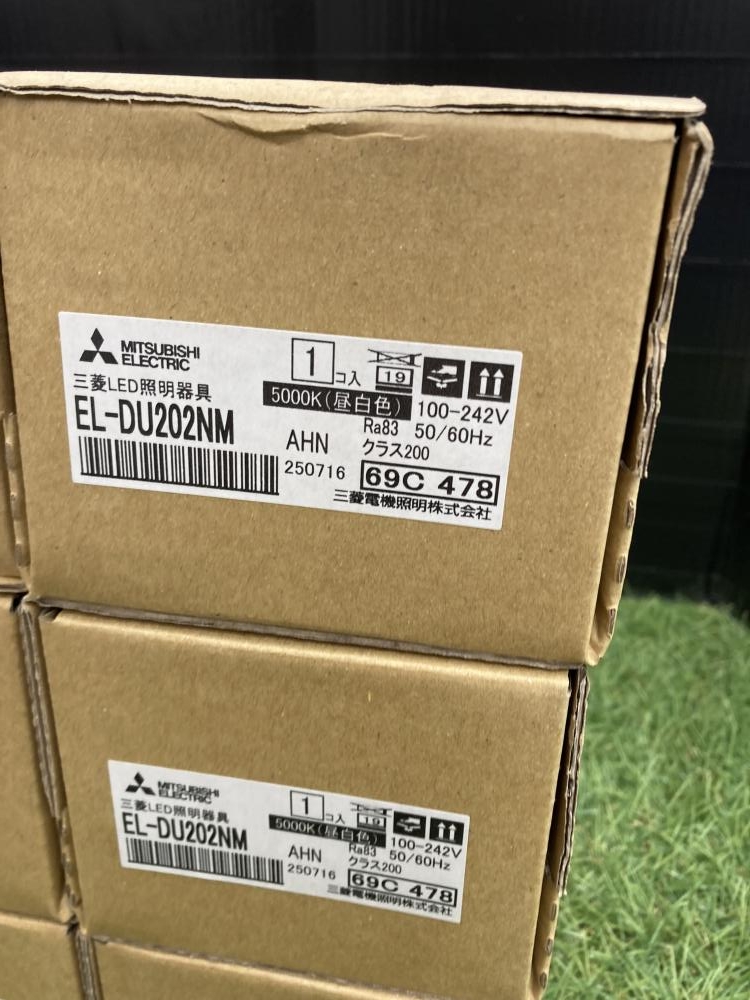 MITSUBISHI
ELECTRIC
1コ入
19
三菱LED照明器具
5000K(昼白色)
100-242V
EL-DU202NM
Ra83 50/60Hz
AHN
クラス200
250716
69C 478
三菱電機照明株式会社
MITSUBISHI
ELECTRIC
1コ入
19
三菱LED照明器具
5000K(昼白色)
100-242V
EL-DU202NM
Ra83 50/60Hz
AHN
クラス200
250716
69C 478
三菱電機照明株式会社